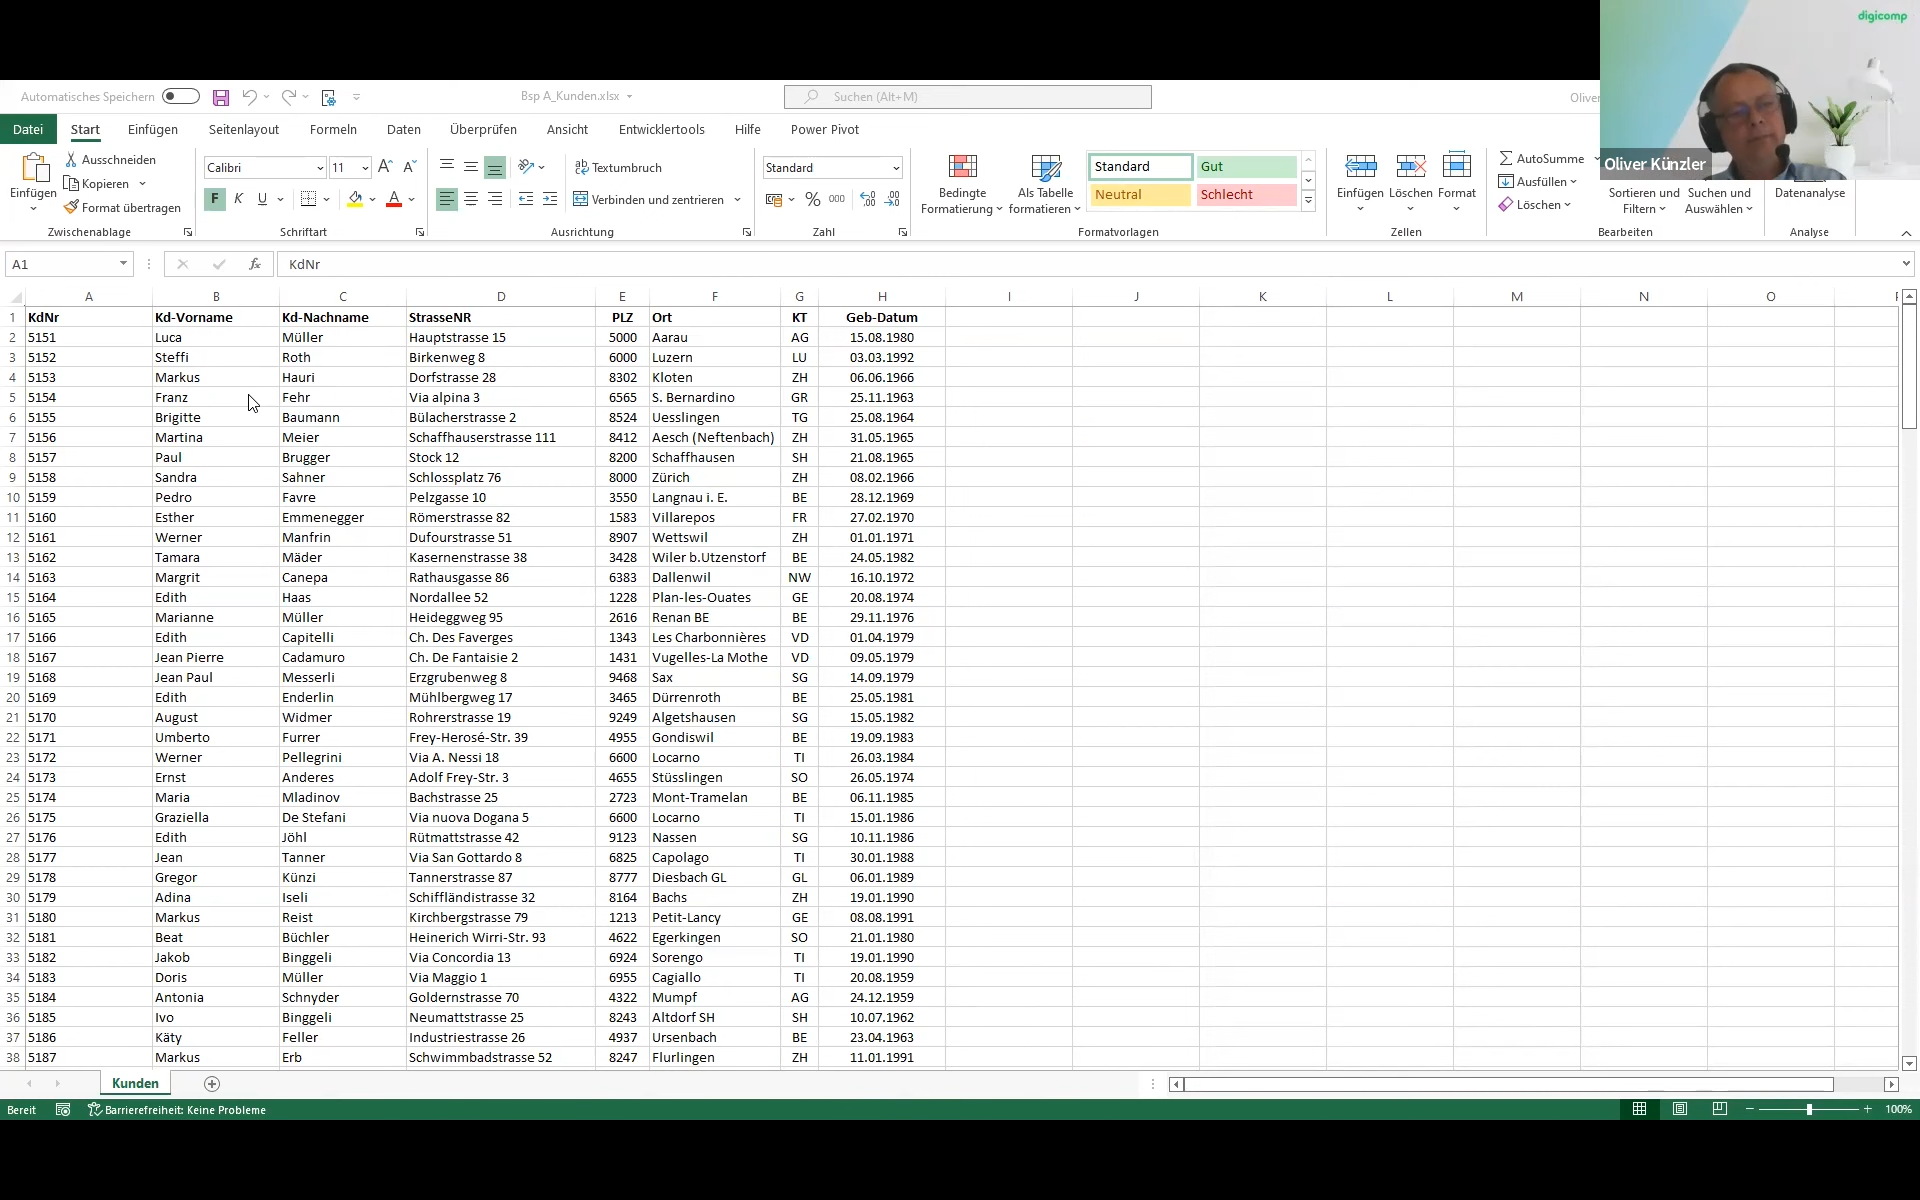 digicomp
Automatisches Speichern
Bsp A_Kunden.xlsx
Suchen (Alt+M)
Oliver
Oliver Künzler
Datei Start Einfügen Seitenlayout Formeln Daten Überprüfen Ansicht Entwicklertools Hilfe Power Pivot
Einfügen
Ausschneiden
Kopieren
Format übertragen
Zwischenablage
Calibri 11
F K U
Schriftart
Textumbruch
Verbinden und zentrieren
Ausrichtung
Standard
% 000
Zahl
Bedingte Formatierung
Als Tabelle formatieren
Standard Gut
Neutral Schlecht
Formatvorlagen
Einfügen Löschen Format
Zellen
AutoSumme
Ausfüllen
Löschen
Sortieren und Filtern
Suchen und Auswählen
Bearbeiten
Datenanalyse
Analyse
A1 fx KdNr
A B C D E F G H I J K L M N O
1 KdNr Kd-Vorname Kd-Nachname StrasseNR PLZ Ort KT Geb-Datum
2 5151 Luca Müller Hauptstrasse 15 5000 Aarau AG 15.08.1980
3 5152 Steffi Roth Birkenweg 8 6000 Luzern LU 03.03.1992
4 5153 Markus Hauri Dorfstrasse 28 8302 Kloten ZH 06.06.1966
5 5154 Franz Fehr Via alpina 3 6565 S. Bernardino GR 25.11.1963
6 5155 Brigitte Baumann Bülacherstrasse 2 8524 Uesslingen TG 25.08.1964
7 5156 Martina Meier Schaffhauserstrasse 111 8412 Aesch (Neftenbach) ZH 31.05.1965
8 5157 Paul Brugger Stock 12 8200 Schaffhausen SH 21.08.1965
9 5158 Sandra Sahner Schlossplatz 76 8000 Zürich ZH 08.02.1966
10 5159 Pedro Favre Pelzgasse 10 3550 Langnau i. E. BE 28.12.1969
11 5160 Esther Emmenegger Römerstrasse 82 1583 Villarepos FR 27.02.1970
12 5161 Werner Manfrin Dufourstrasse 51 8907 Wettswil ZH 01.01.1971
13 5162 Tamara Mäder Kasernenstrasse 38 3428 Wiler b.Utzenstorf BE 24.05.1982
14 5163 Margrit Canepa Rathausgasse 86 6383 Dallenwil NW 16.10.1972
15 5164 Edith Haas Nordallee 52 1228 Plan-les-Ouates GE 20.08.1974
16 5165 Marianne Müller Heideggweg 95 2616 Renan BE BE 29.11.1976
17 5166 Edith Capitelli Ch. Des Faverges 1343 Les Charbonnières VD 01.04.1979
18 5167 Jean Pierre Cadamuro Ch. De Fantaisie 2 1431 Vugelles-La Mothe VD 09.05.1979
19 5168 Jean Paul Messerli Erzgrubenweg 8 9468 Sax SG 14.09.1979
20 5169 Edith Enderlin Mühlbergweg 17 3465 Dürrenroth BE 25.05.1981
21 5170 August Widmer Rohrerstrasse 19 9249 Algetshausen SG 15.05.1982
22 5171 Umberto Furrer Frey-Herosé-Str. 39 4955 Gondiswil BE 19.09.1983
23 5172 Werner Pellegrini Via A. Nessi 18 6600 Locarno TI 26.03.1984
24 5173 Ernst Anderes Adolf Frey-Str. 3 4655 Stüsslingen SO 26.05.1974
25 5174 Maria Mladinov Bachstrasse 25 2723 Mont-Tramelan BE 06.11.1985
26 5175 Graziella De Stefani Via nuova Dogana 5 6600 Locarno TI 15.01.1986
27 5176 Edith Jöhl Rütmattstrasse 42 9123 Nassen SG 10.11.1986
28 5177 Jean Tanner Via San Gottardo 8 6825 Capolago TI 30.01.1988
29 5178 Gregor Künzi Tannerstrasse 87 8777 Diesbach GL GL 06.01.1989
30 5179 Adina Iseli Schiffländistrasse 32 8164 Bachs ZH 19.01.1990
31 5180 Markus Reist Kirchbergstrasse 79 1213 Petit-Lancy GE 08.08.1991
32 5181 Beat Büchler Heinerich Wirri-Str. 93 4622 Egerkingen SO 21.01.1980
33 5182 Jakob Binggeli Via Concordia 13 6924 Sorengo TI 19.01.1990
34 5183 Doris Müller Via Maggio 1 6955 Cagiallo TI 20.08.1959
35 5184 Antonia Schnyder Goldernstrasse 70 4322 Mumpf AG 24.12.1959
36 5185 Ivo Binggeli Neumattstrasse 25 8243 Altdorf SH SH 10.07.1962
37 5186 Käty Feller Industriestrasse 26 4937 Ursenbach BE 23.04.1963
38 5187 Markus Erb Schwimmbadstrasse 52 8247 Flurlingen ZH 11.01.1991
Kunden
Bereit Barrierefreiheit: Keine Probleme 100%